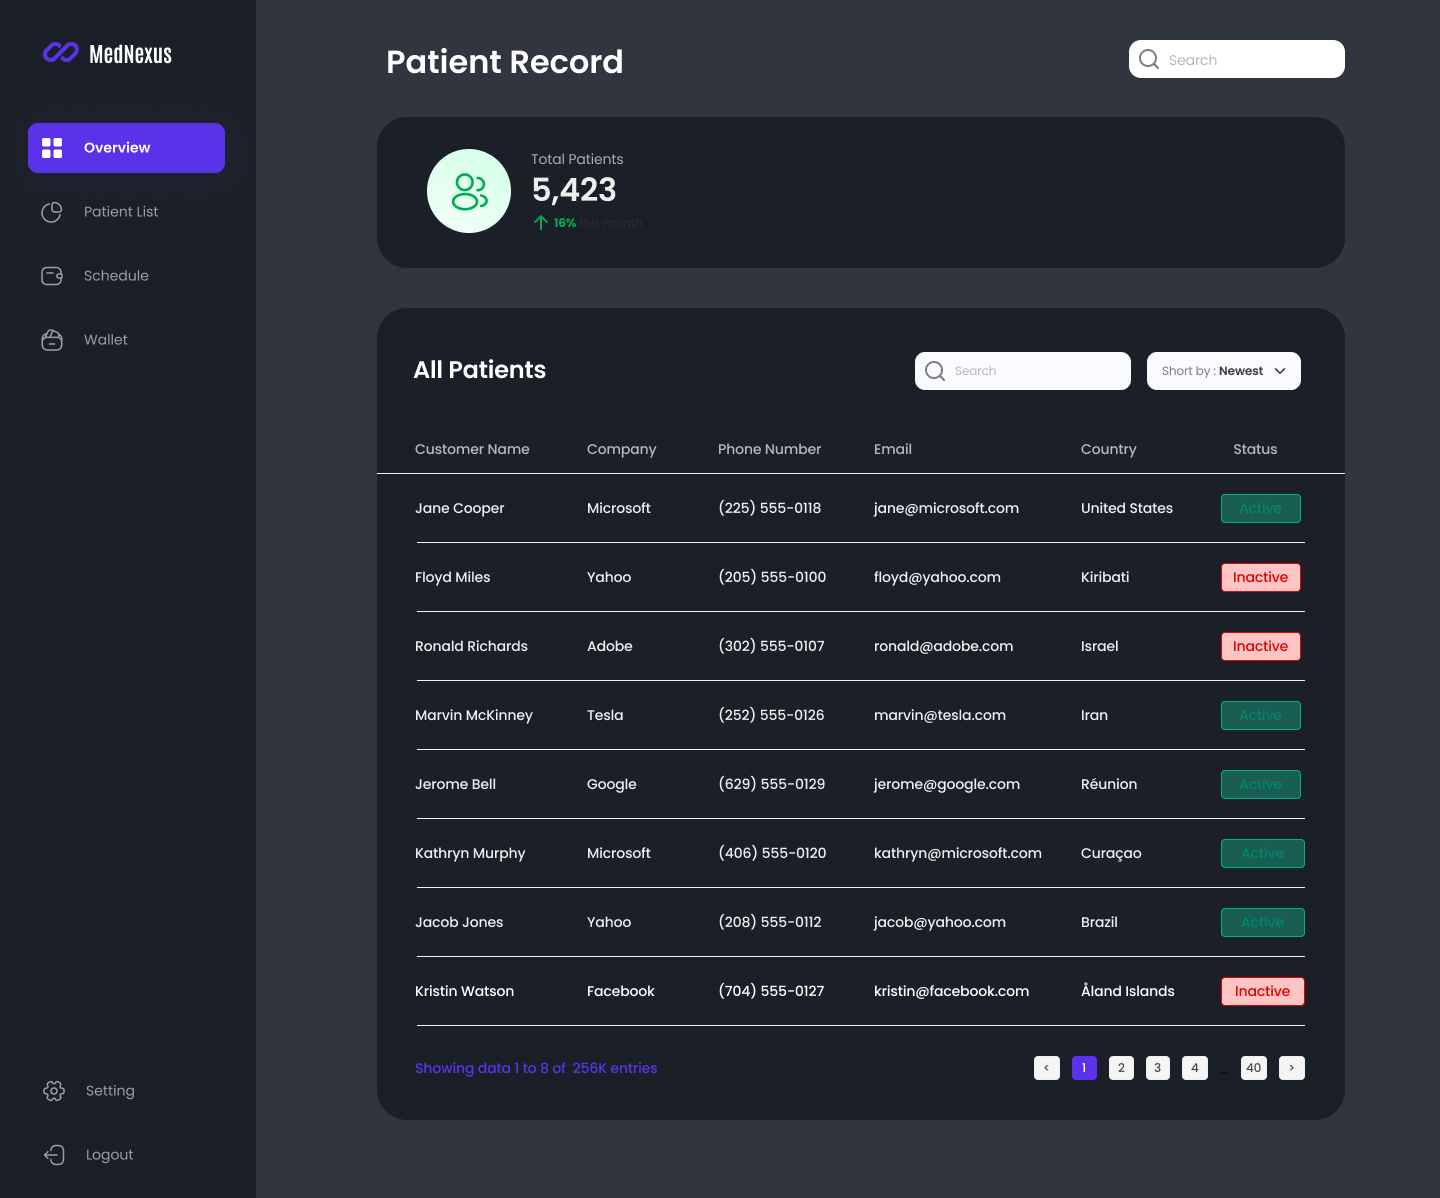 MedNexus
Overview
Patient List
Schedule
Wallet
Setting
Logout
Patient Record
Search
Total Patients
5,423
16% this month
All Patients
Search
Short by : Newest
Customer Name Company Phone Number Email Country Status
Jane Cooper Microsoft (225) 555-0118 jane@microsoft.com United States Active
Floyd Miles Yahoo (205) 555-0100 floyd@yahoo.com Kiribati Inactive
Ronald Richards Adobe (302) 555-0107 ronald@adobe.com Israel Inactive
Marvin McKinney Tesla (252) 555-0126 marvin@tesla.com Iran Active
Jerome Bell Google (629) 555-0129 jerome@google.com Réunion Active
Kathryn Murphy Microsoft (406) 555-0120 kathryn@microsoft.com Curaçao Active
Jacob Jones Yahoo (208) 555-0112 jacob@yahoo.com Brazil Active
Kristin Watson Facebook (704) 555-0127 kristin@facebook.com Åland Islands Inactive
Showing data 1 to 8 of 256K entries
< 1 2 3 4 ... 40 >